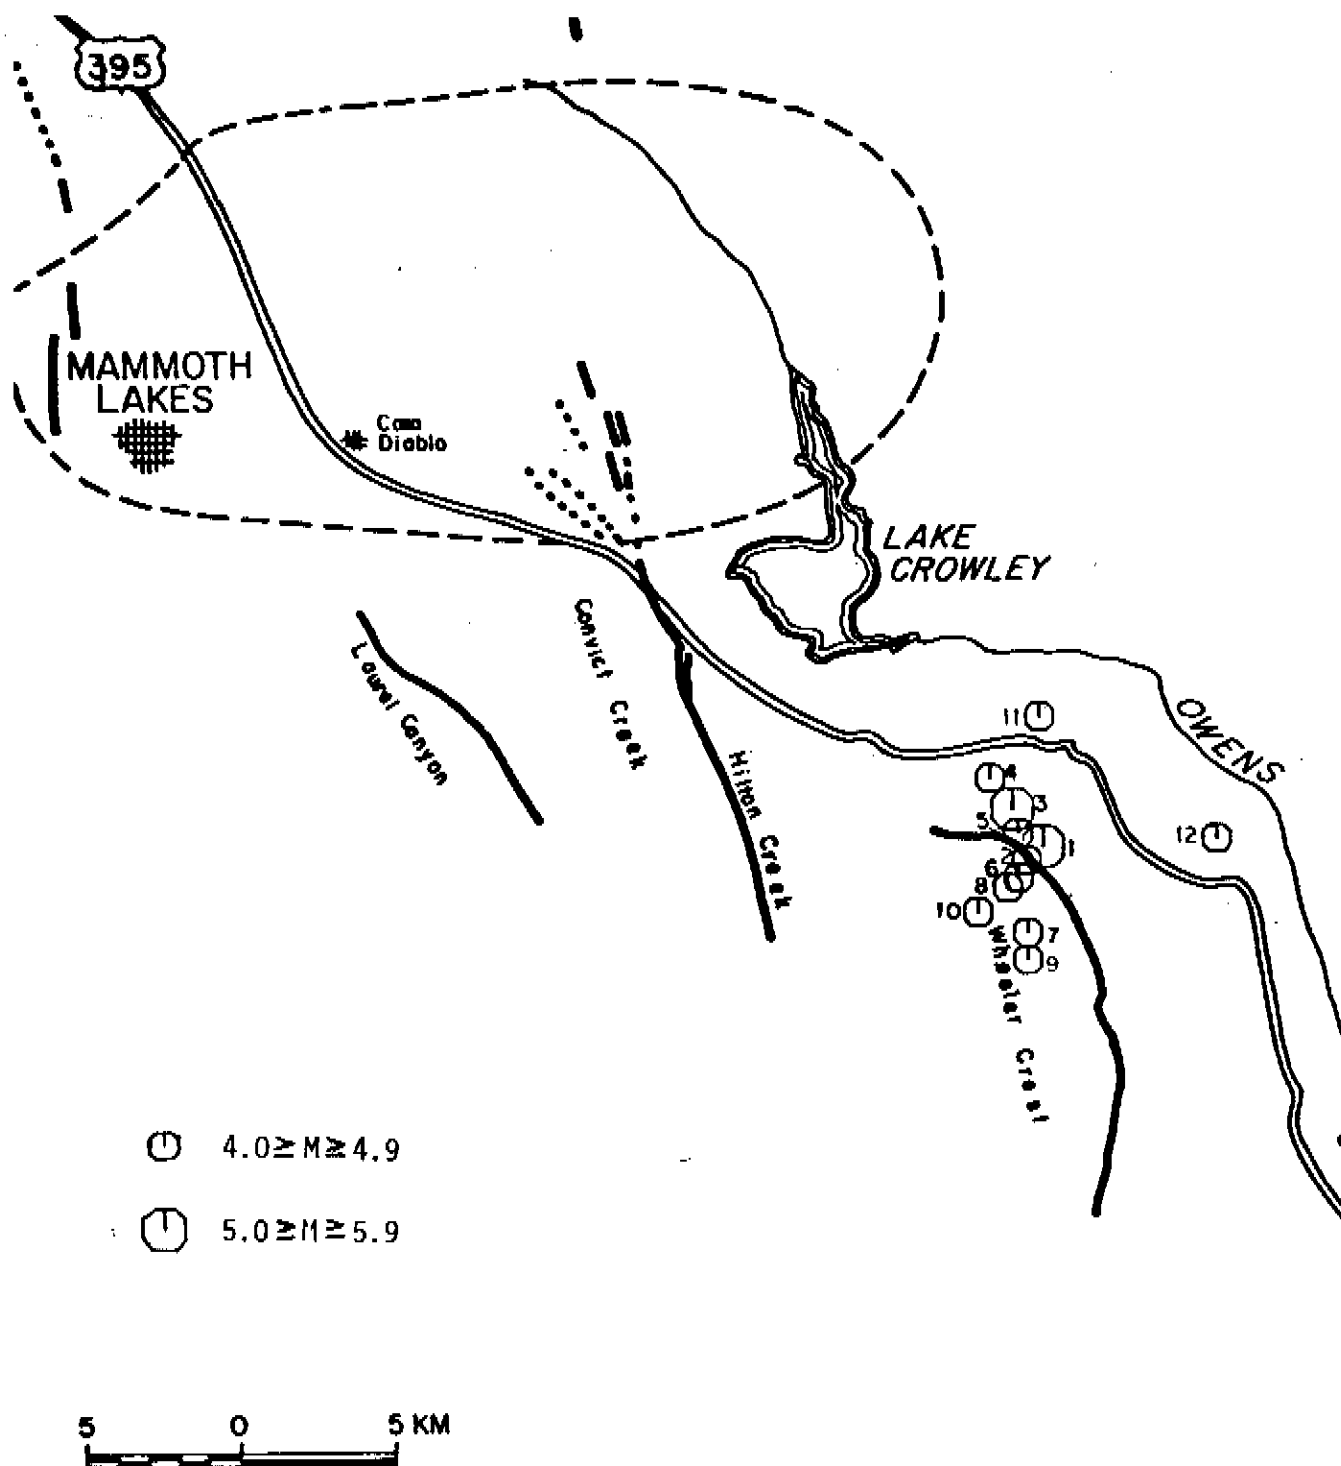 395
MAMMOTH
LAKES
Casa
Diablo
LAKE
CROWLEY
Convict Creek
Laurel Canyon
Hilton Creek
OWENS
11
4
3
5
12
1
2
6
8
10
7
9
Wheeler Crest
4.0≥M≥4.9
5.0≥M≥5.9
5 0 5 KM